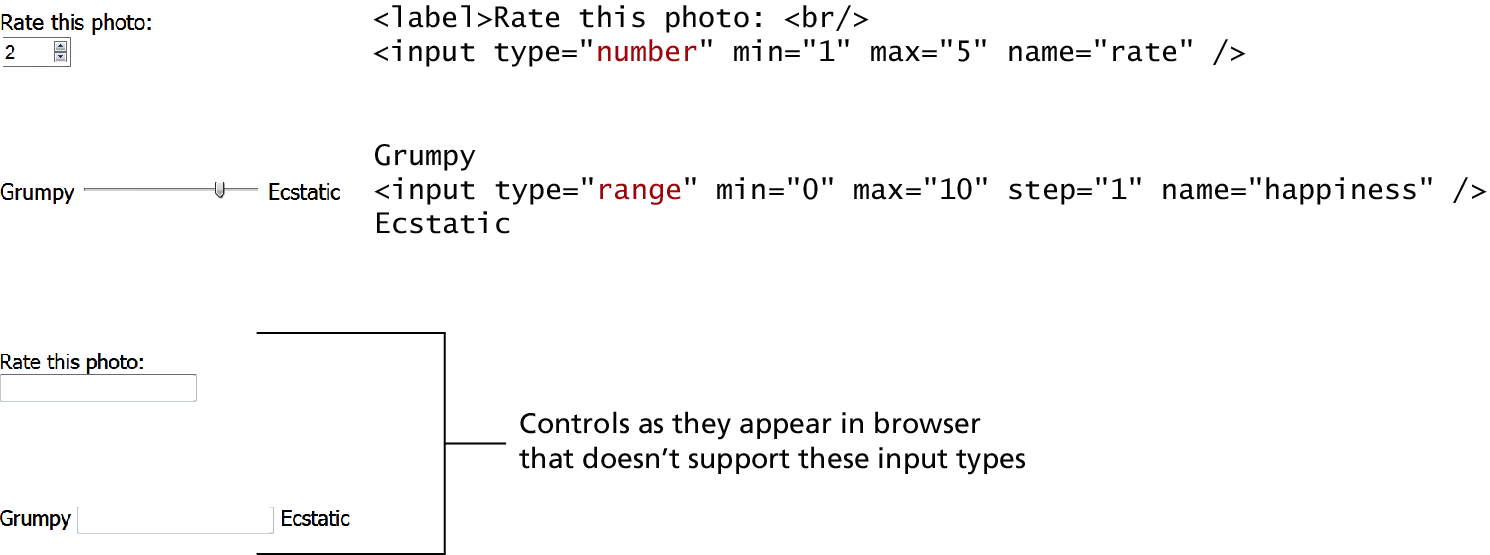 Rate this photo:
2
<label>Rate this photo: <br/>
<input type="number" min="1" max="5" name="rate" />
Grumpy Ecstatic
Grumpy
<input type="range" min="0" max="10" step="1" name="happiness" />
Ecstatic
Rate this photo:
Controls as they appear in browser
that doesn’t support these input types
Grumpy Ecstatic